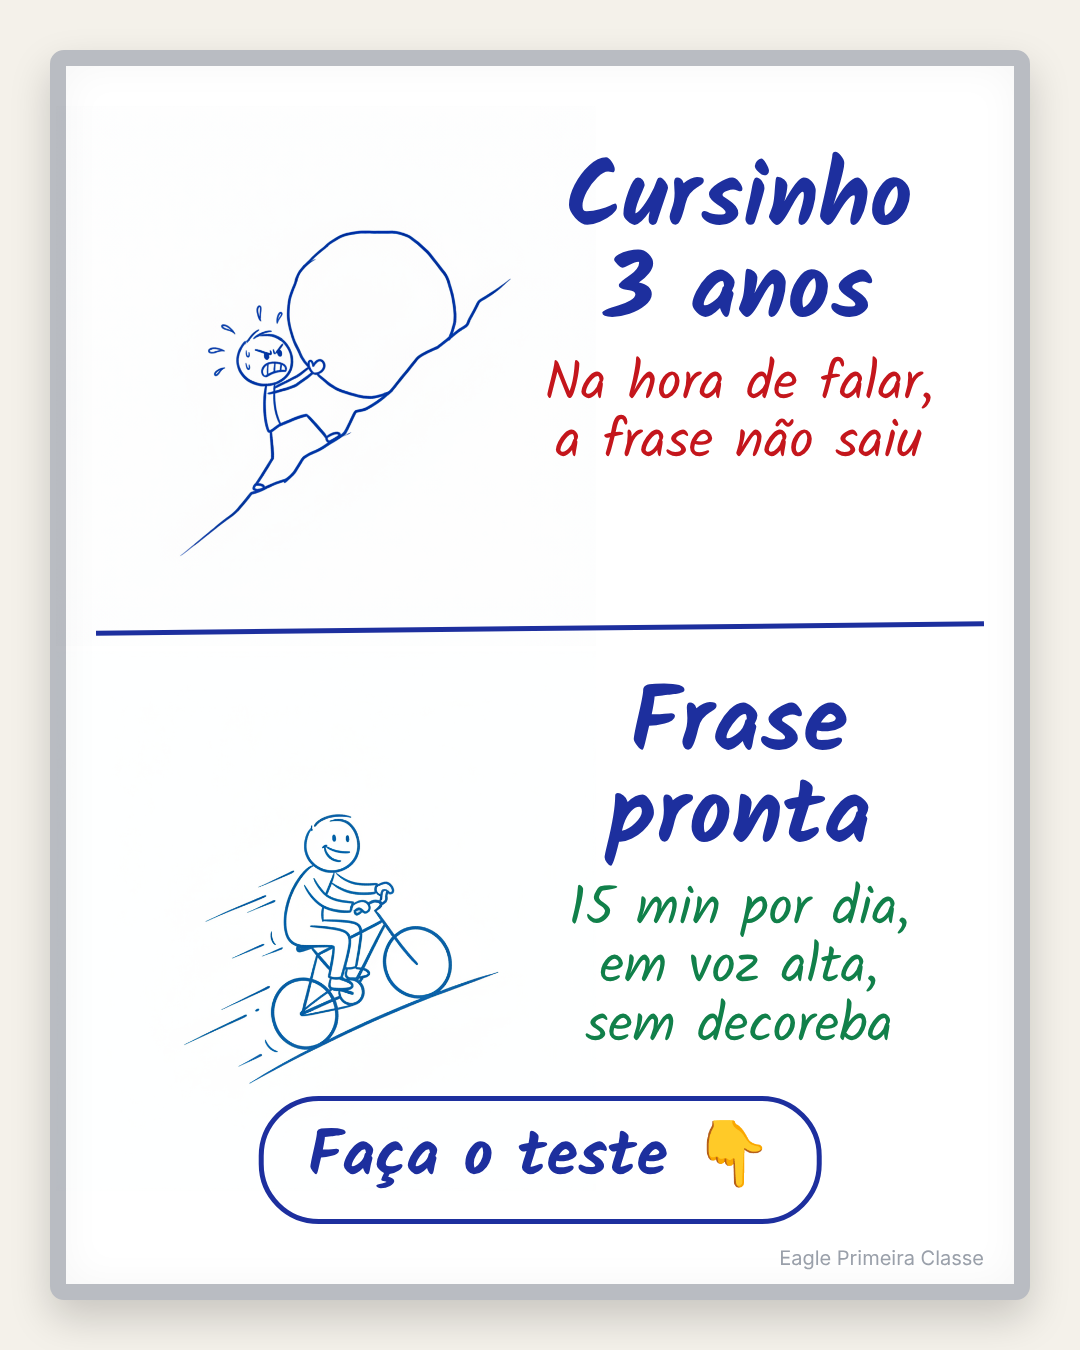 Cursinho
3 anos
Na hora de falar,
a frase não saiu
Frase
pronta
15 min por dia,
em voz alta,
sem decoreba
Faça o teste 👇
Eagle Primeira Classe